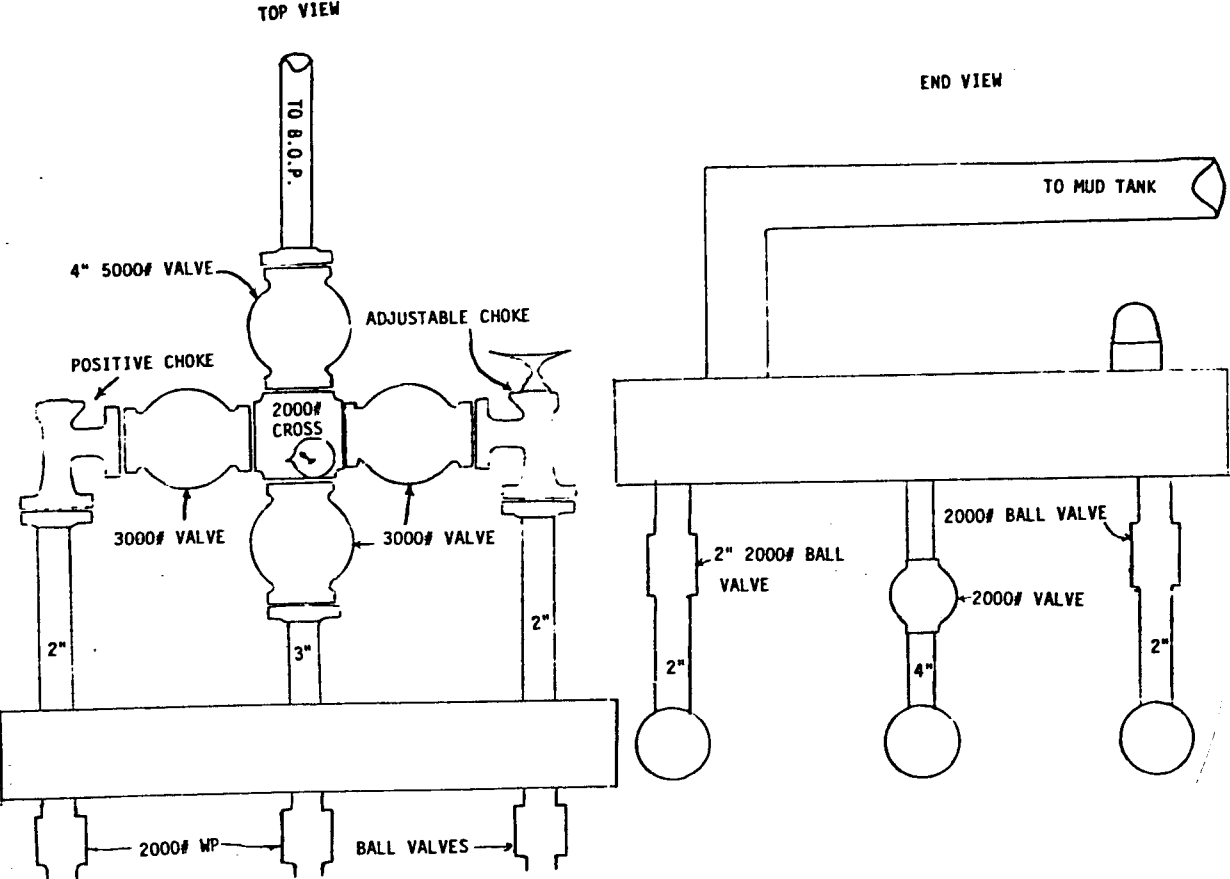 TOP VIEW
TO B.O.P.
4" 5000# VALVE
ADJUSTABLE CHOKE
POSITIVE CHOKE
2000#
CROSS
3000# VALVE
3000# VALVE
2"
3"
2"
2000# WP
BALL VALVES
END VIEW
TO MUD TANK
2000# BALL VALVE
2" 2000# BALL
VALVE
2000# VALVE
2"
4"
2"